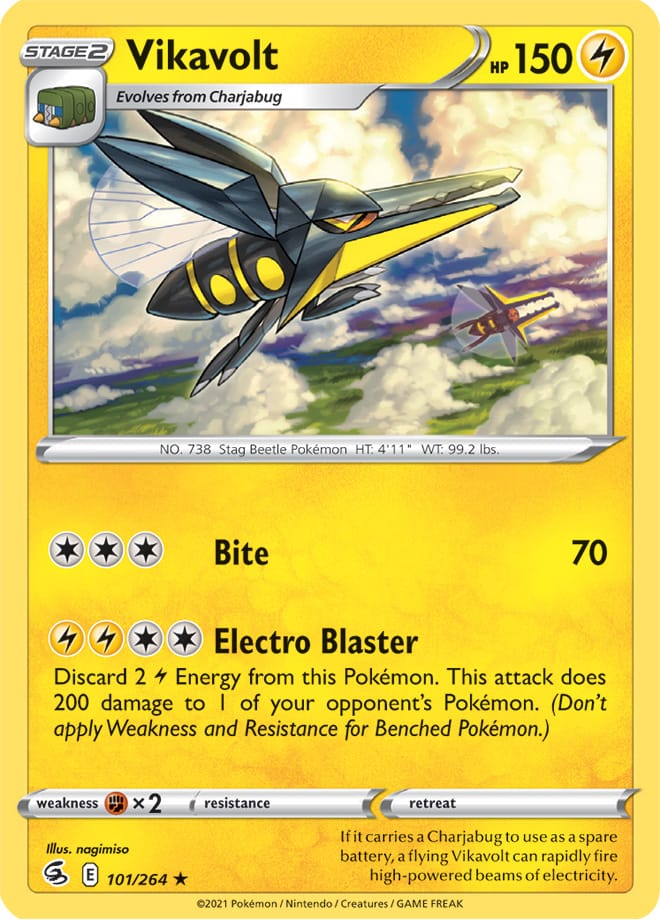 STAGE2
Vikavolt
HP 150
Evolves from Charjabug
NO. 738 Stag Beetle Pokémon HT: 4'11" WT: 99.2 lbs.
Bite 70
Electro Blaster
Discard 2 Energy from this Pokémon. This attack does
200 damage to 1 of your opponent's Pokémon. (Don't
apply Weakness and Resistance for Benched Pokémon.)
weakness ×2 resistance retreat
Illus. nagimiso
If it carries a Charjabug to use as a spare
battery, a flying Vikavolt can rapidly fire
high-powered beams of electricity.
E 101/264 ★
©2021 Pokémon / Nintendo / Creatures / GAME FREAK